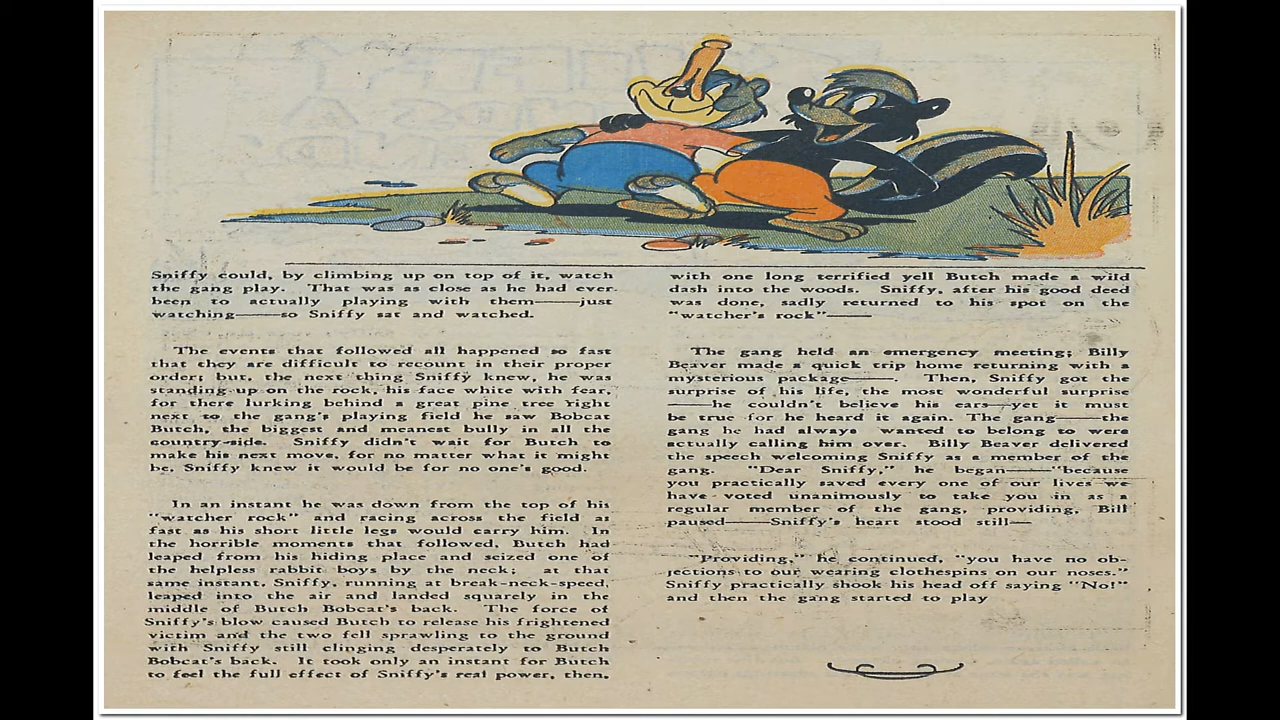 Sniffy could, by climbing up on top of it, watch
the gang play. That was as close as he had ever
been to actually playing with them——just
watching——so Sniffy sat and watched.
The events that followed all happened so fast
that they are difficult to recount in their proper
order; but, the next thing Sniffy knew, he was
standing-up on the rock, his face white with fear,
for there lurking behind a great pine tree right
next to the gang's playing field he saw Bobcat
Butch, the biggest and meanest bully in all the
country-side. Sniffy didn't wait for Butch to
make his next move, for no matter what it might
be, Sniffy knew it would be for no one's good.
In an instant he was down from the top of his
"watcher rock" and racing across the field as
fast as his short little legs would carry him. In
the horrible moments that followed, Butch had
leaped from his hiding place and seized one of
the helpless rabbit boys by the neck; at that
same instant, Sniffy, running at break-neck-speed,
leaped into the air and landed squarely in the
middle of Butch Bobcat's back. The force of
Sniffy's blow caused Butch to release his frightened
victim and the two fell sprawling to the ground
with Sniffy still clinging desperately to Butch
Bobcat's back. It took only an instant for Butch
to feel the full effect of Sniffy's real power, then,
with one long terrified yell Butch made a wild
dash into the woods. Sniffy, after his good deed
was done, sadly returned to his spot on the
"watcher's rock"——
The gang held an emergency meeting; Billy
Beaver made a quick trip home returning with a
mysterious package——. Then, Sniffy got the
surprise of his life, the most wonderful surprise
——he couldn't believe his ears—yet it must
be true for he heard it again. The gang——the
gang he had always wanted to belong to were
actually calling him over. Billy Beaver delivered
the speech welcoming Sniffy as a member of the
gang. "Dear Sniffy," he began——"because
you practically saved every one of our lives we
have voted unanimously to take you in as a
regular member of the gang, providing, Bill
paused——Sniffy's heart stood still—
"Providing," he continued, "you have no ob-
jections to our wearing clothespins on our noses."
Sniffy practically shook his head off saying "No!"
and then the gang started to play